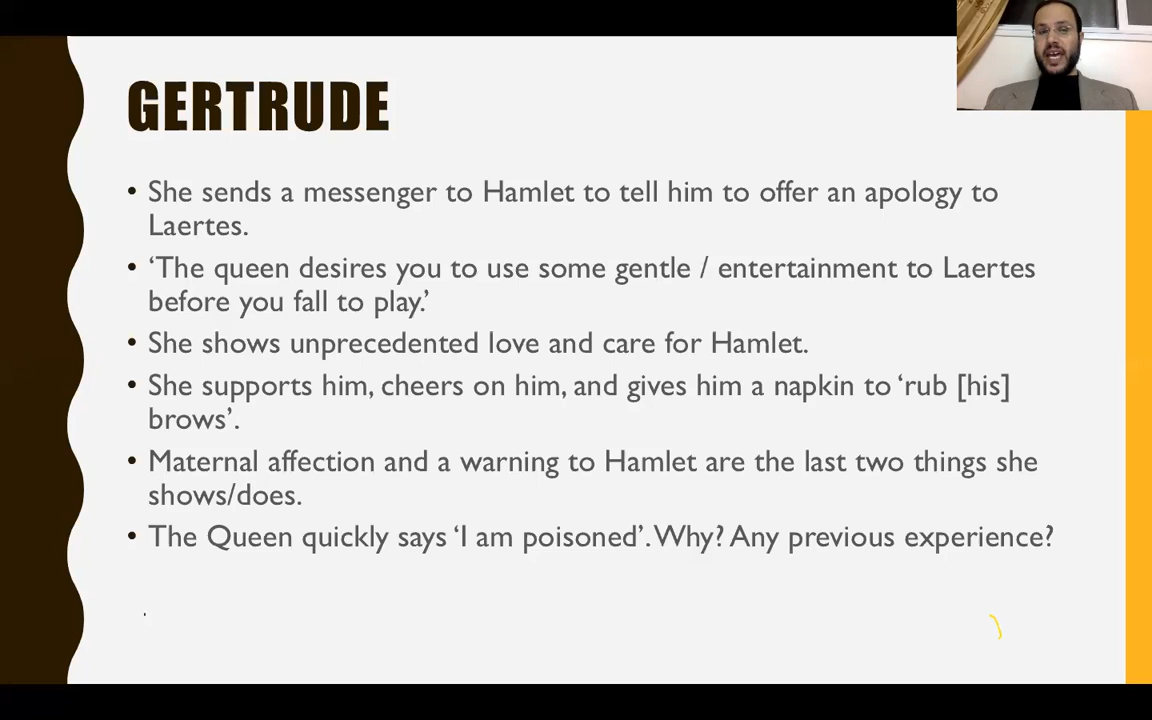 GERTRUDE
• She sends a messenger to Hamlet to tell him to offer an apology to
Laertes.
• ‘The queen desires you to use some gentle / entertainment to Laertes
before you fall to play.’
• She shows unprecedented love and care for Hamlet.
• She supports him, cheers on him, and gives him a napkin to ‘rub [his]
brows’.
• Maternal affection and a warning to Hamlet are the last two things she
shows/does.
• The Queen quickly says ‘I am poisoned’. Why? Any previous experience?